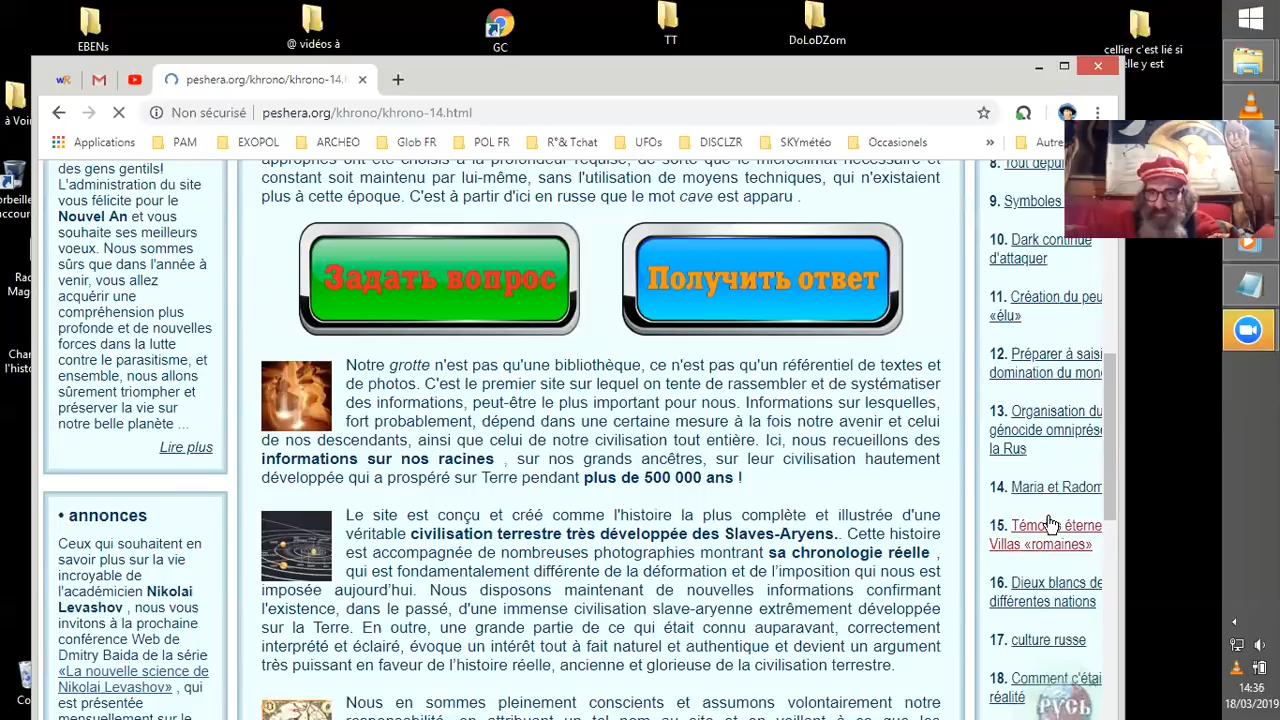 EBENs
@ vidéos à
GC
TT
DoLoDZom
cellier c'est lié si
elle y est
peshera.org/khrono/khrono-14.
Non sécurisé
peshera.org/khrono/khrono-14.html
Applications
PAM
EXOPOL
ARCHEO
Glob FR
POL FR
R°& Tchat
UFOs
DISCLZR
SKYmétéo
Occasionels
»
Autre
à Voir
des gens gentils!
L'administration du site
vous félicite pour le
Nouvel An et vous
souhaite ses meilleurs
voeux. Nous sommes
sûrs que dans l'année à
venir, vous allez
acquérir une
compréhension plus
profonde et de nouvelles
forces dans la lutte
contre le parasitisme, et
ensemble, nous allons
sûrement triompher et
préserver la vie sur
notre belle planète ...
Lire plus
• annonces
Ceux qui souhaitent en
savoir plus sur la vie
incroyable de
l'académicien Nikolai
Levashov , nous vous
invitons à la prochaine
conférence Web de
Dmitry Baida de la série
«La nouvelle science de
Nikolai Levashov» , qui
est présentée
mensuellement sur le
appropriés ont été choisis à la profondeur requise, de sorte que le microclimat nécessaire et
constant soit maintenu par lui-même, sans l'utilisation de moyens techniques, qui n'existaient
plus à cette époque. C'est à partir d'ici en russe que le mot cave est apparu .
Задать вопрос
Получить ответ
Notre grotte n'est pas qu'une bibliothèque, ce n'est pas qu'un référentiel de textes et
de photos. C'est le premier site sur lequel on tente de rassembler et de systématiser
des informations, peut-être le plus important pour nous. Informations sur lesquelles,
fort probablement, dépend dans une certaine mesure à la fois notre avenir et celui
de nos descendants, ainsi que celui de notre civilisation tout entière. Ici, nous recueillons des
informations sur nos racines , sur nos grands ancêtres, sur leur civilisation hautement
développée qui a prospéré sur Terre pendant plus de 500 000 ans !
Le site est conçu et créé comme l'histoire la plus complète et illustrée d'une
véritable civilisation terrestre très développée des Slaves-Aryens.. Cette histoire
est accompagnée de nombreuses photographies montrant sa chronologie réelle ,
qui est fondamentalement différente de la déformation et de l'imposition qui nous est
imposée aujourd'hui. Nous disposons maintenant de nouvelles informations confirmant
l'existence, dans le passé, d'une immense civilisation slave-aryenne extrêmement développée
sur la Terre. En outre, une grande partie de ce qui était connu auparavant, correctement
interprété et éclairé, évoque un intérêt tout à fait naturel et authentique et devient un argument
très puissant en faveur de l'histoire réelle, ancienne et glorieuse de la civilisation terrestre.
Nous en sommes pleinement conscients et assumons volontairement notre
8. Tout depui
9. Symboles
10. Dark continue
d'attaquer
11. Création du peu
«élu»
12. Préparer à saisi
domination du mon
13. Organisation du
génocide omniprése
la Rus
14. Maria et Radom
15. Témoins éterne
Villas «romaines»
16. Dieux blancs de
différentes nations
17. culture russe
18. Comment c'étai
réalité
РУСЬ
14:36
18/03/2019